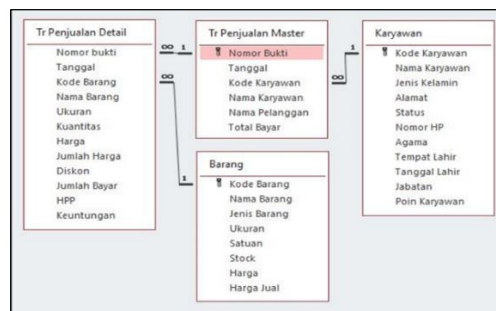 Tr Penjualan Detail
Nomor bukti
Tanggal
Kode Barang
Nama Barang
Ukuran
Kuantitas
Harga
Jumlah Harga
Diskon
Jumlah Bayar
HPP
Keuntungan
∞ 1
∞
1
Tr Penjualan Master
Nomor Bukti
Tanggal
Kode Karyawan
Nama Karyawan
Nama Pelanggan
Total Bayar
1
∞
Barang
Kode Barang
Nama Barang
Jenis Barang
Ukuran
Satuan
Stock
Harga
Harga Jual
Karyawan
Kode Karyawan
Nama Karyawan
Jenis Kelamin
Alamat
Status
Nomor HP
Agama
Tempat Lahir
Tanggal Lahir
Jabatan
Poin Karyawan